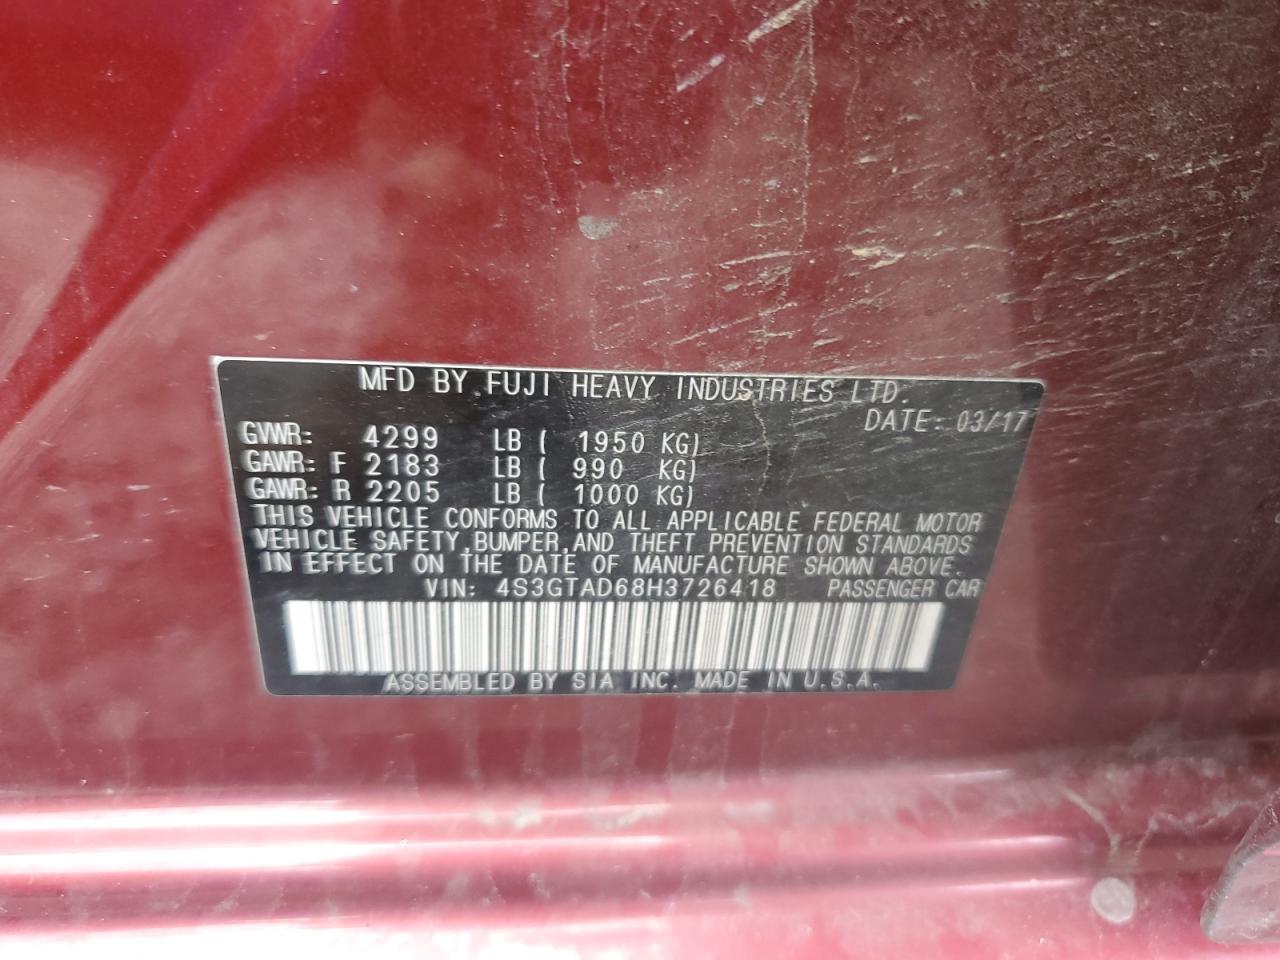 MFD BY FUJI HEAVY INDUSTRIES LTD.
DATE: 03/17
GVWR: 4299 LB ( 1950 KG)
GAWR: F 2183 LB ( 990 KG)
GAWR: R 2205 LB ( 1000 KG)
THIS VEHICLE CONFORMS TO ALL APPLICABLE FEDERAL MOTOR
VEHICLE SAFETY, BUMPER, AND THEFT PREVENTION STANDARDS
IN EFFECT ON THE DATE OF MANUFACTURE SHOWN ABOVE.
VIN: 4S3GTAD68H3726418 PASSENGER CAR
ASSEMBLED BY SIA INC. MADE IN U.S.A.